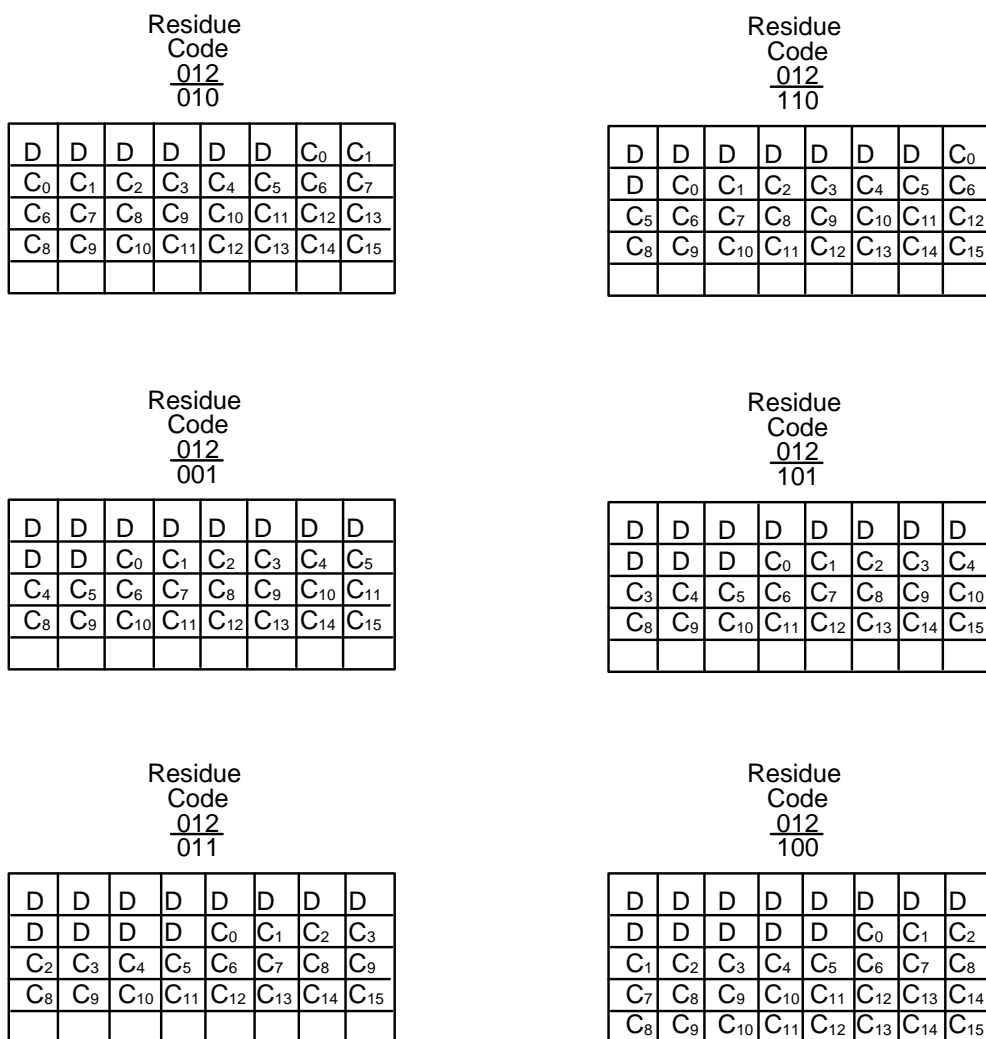 Residue
Code
012
010
D D D D D D C₀ C₁
C₀ C₁ C₂ C₃ C₄ C₅ C₆ C₇
C₆ C₇ C₈ C₉ C₁₀ C₁₁ C₁₂ C₁₃
C₈ C₉ C₁₀ C₁₁ C₁₂ C₁₃ C₁₄ C₁₅
Residue
Code
012
110
D D D D D D D C₀
D C₀ C₁ C₂ C₃ C₄ C₅ C₆
C₅ C₆ C₇ C₈ C₉ C₁₀ C₁₁ C₁₂
C₈ C₉ C₁₀ C₁₁ C₁₂ C₁₃ C₁₄ C₁₅
Residue
Code
012
001
D D D D D D D D
D D C₀ C₁ C₂ C₃ C₄ C₅
C₄ C₅ C₆ C₇ C₈ C₉ C₁₀ C₁₁
C₈ C₉ C₁₀ C₁₁ C₁₂ C₁₃ C₁₄ C₁₅
Residue
Code
012
101
D D D D D D D D
D D D C₀ C₁ C₂ C₃ C₄
C₃ C₄ C₅ C₆ C₇ C₈ C₉ C₁₀
C₈ C₉ C₁₀ C₁₁ C₁₂ C₁₃ C₁₄ C₁₅
Residue
Code
012
011
D D D D D D D D
D D D D C₀ C₁ C₂ C₃
C₂ C₃ C₄ C₅ C₆ C₇ C₈ C₉
C₈ C₉ C₁₀ C₁₁ C₁₂ C₁₃ C₁₄ C₁₅
Residue
Code
012
100
D D D D D D D D
D D D D D C₀ C₁ C₂
C₁ C₂ C₃ C₄ C₅ C₆ C₇ C₈
C₇ C₈ C₉ C₁₀ C₁₁ C₁₂ C₁₃ C₁₄
C₈ C₉ C₁₀ C₁₁ C₁₂ C₁₃ C₁₄ C₁₅